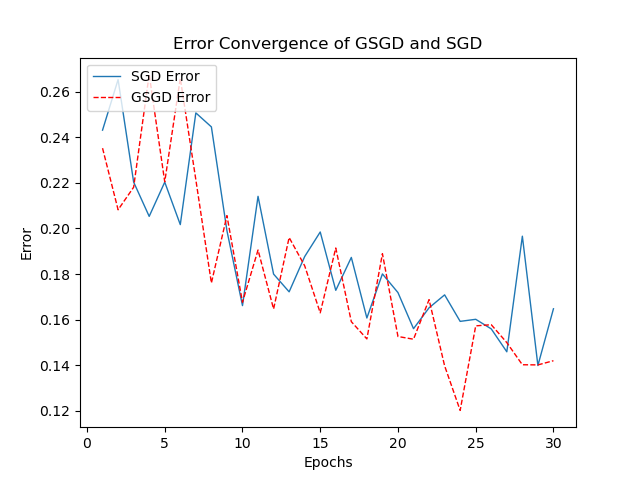 Error Convergence of GSGD and SGD
SGD Error
GSGD Error
0.26
0.24
0.22
0.20
0.18
0.16
0.14
0.12
Error
0 5 10 15 20 25 30
Epochs